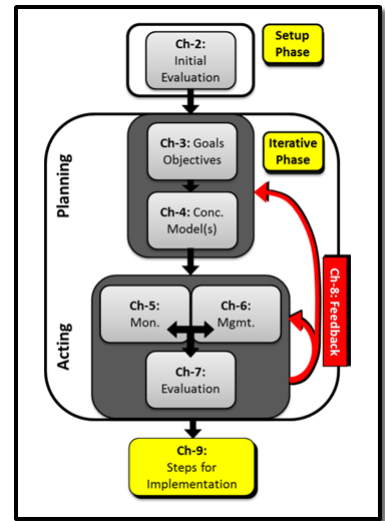 Ch-2:
Initial
Evaluation
Setup
Phase
Planning
Ch-3: Goals
Objectives
Iterative
Phase
Ch-4: Conc.
Model(s)
Acting
Ch-5:
Mon.
Ch-6:
Mgmt.
Ch-8: Feedback
Ch-7:
Evaluation
Ch-9:
Steps for
Implementation